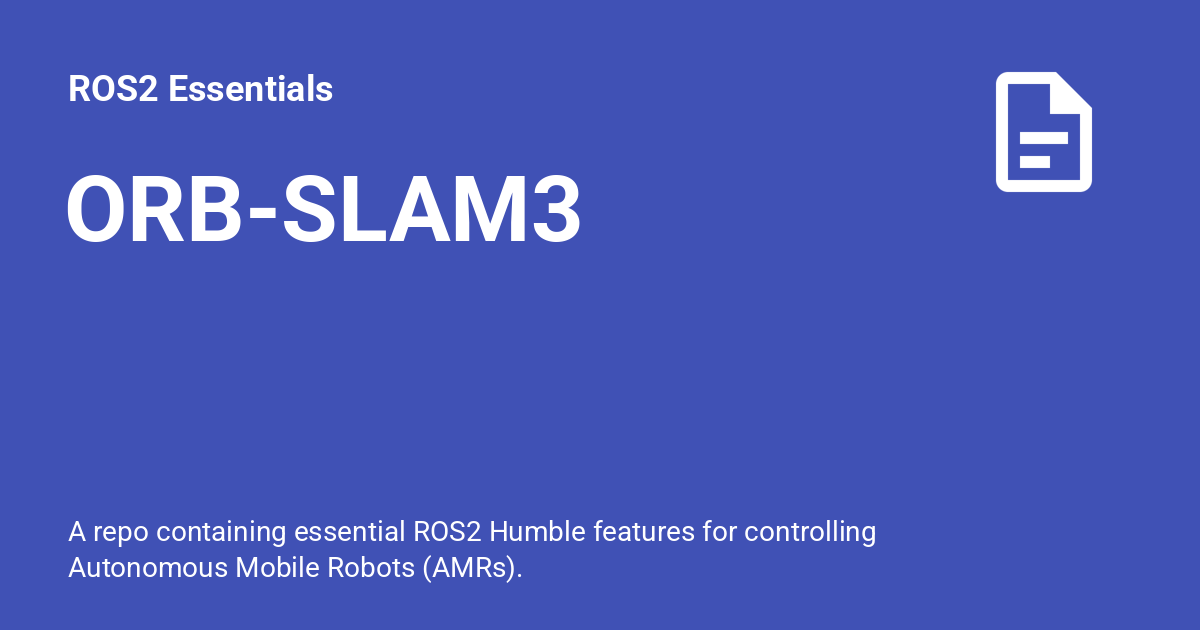 ROS2 Essentials
ORB-SLAM3
A repo containing essential ROS2 Humble features for controlling
Autonomous Mobile Robots (AMRs).